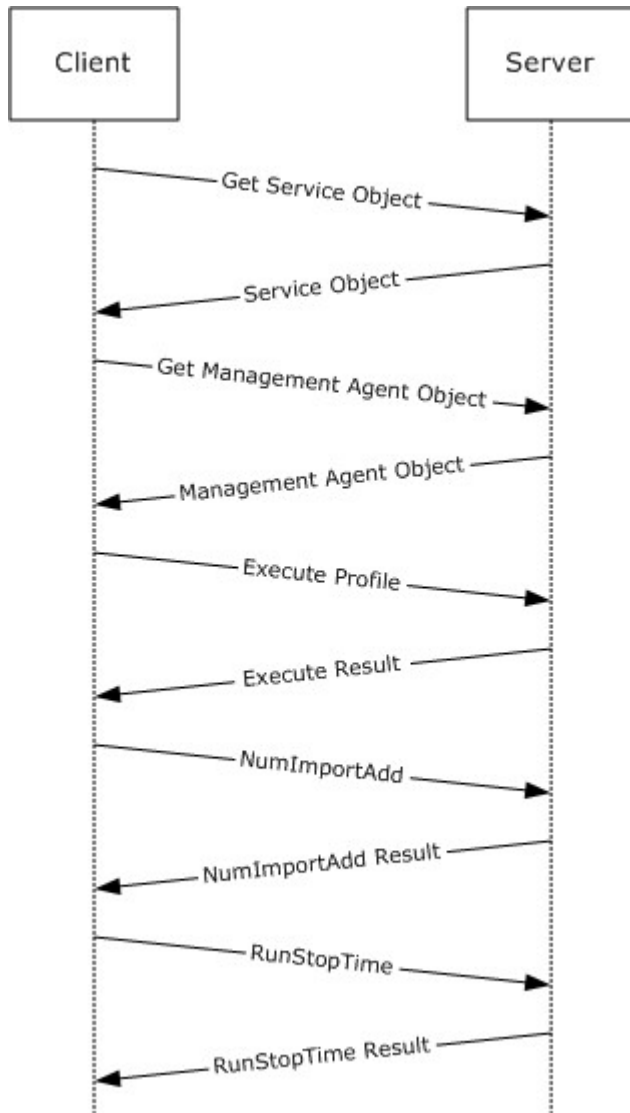 Client
Server
Get Service Object
Service Object
Get Management Agent Object
Management Agent Object
Execute Profile
Execute Result
NumImportAdd
NumImportAdd Result
RunStopTime
RunStopTime Result